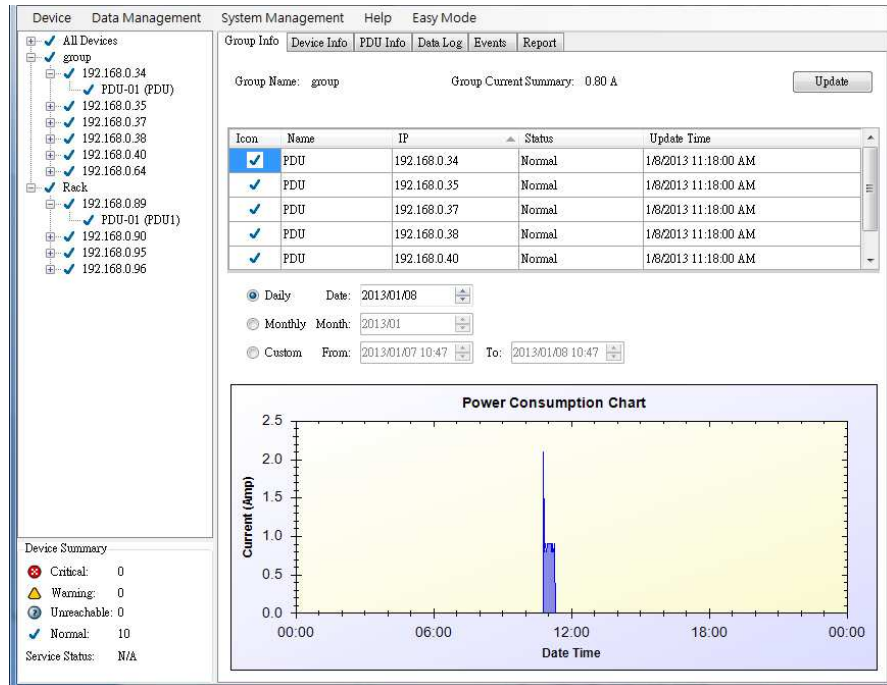 Device Data Management System Management Help Easy Mode
All Devices
group
192.168.0.34
PDU-01 (PDU)
192.168.0.35
192.168.0.37
192.168.0.38
192.168.0.40
192.168.0.64
Rack
192.168.0.89
PDU-01 (PDU1)
192.168.0.90
192.168.0.95
192.168.0.96
Device Summary
Critical: 0
Warning: 0
Unreachable: 0
Normal: 10
Service Status: N/A
Group Info Device Info PDU Info Data Log Events Report
Group Name: group Group Current Summary: 0.80 A Update
Icon Name IP Status Update Time
PDU 192.168.0.34 Normal 1/8/2013 11:18:00 AM
PDU 192.168.0.35 Normal 1/8/2013 11:18:00 AM
PDU 192.168.0.37 Normal 1/8/2013 11:18:00 AM
PDU 192.168.0.38 Normal 1/8/2013 11:18:00 AM
PDU 192.168.0.40 Normal 1/8/2013 11:18:00 AM
Daily Date: 2013/01/08
Monthly Month: 2013/01
Custom From: 2013/01/07 10:47 To: 2013/01/08 10:47
Power Consumption Chart
Current (Amp)
2.5
2.0
1.5
1.0
0.5
0.0
00:00 06:00 12:00 18:00 00:00
Date Time